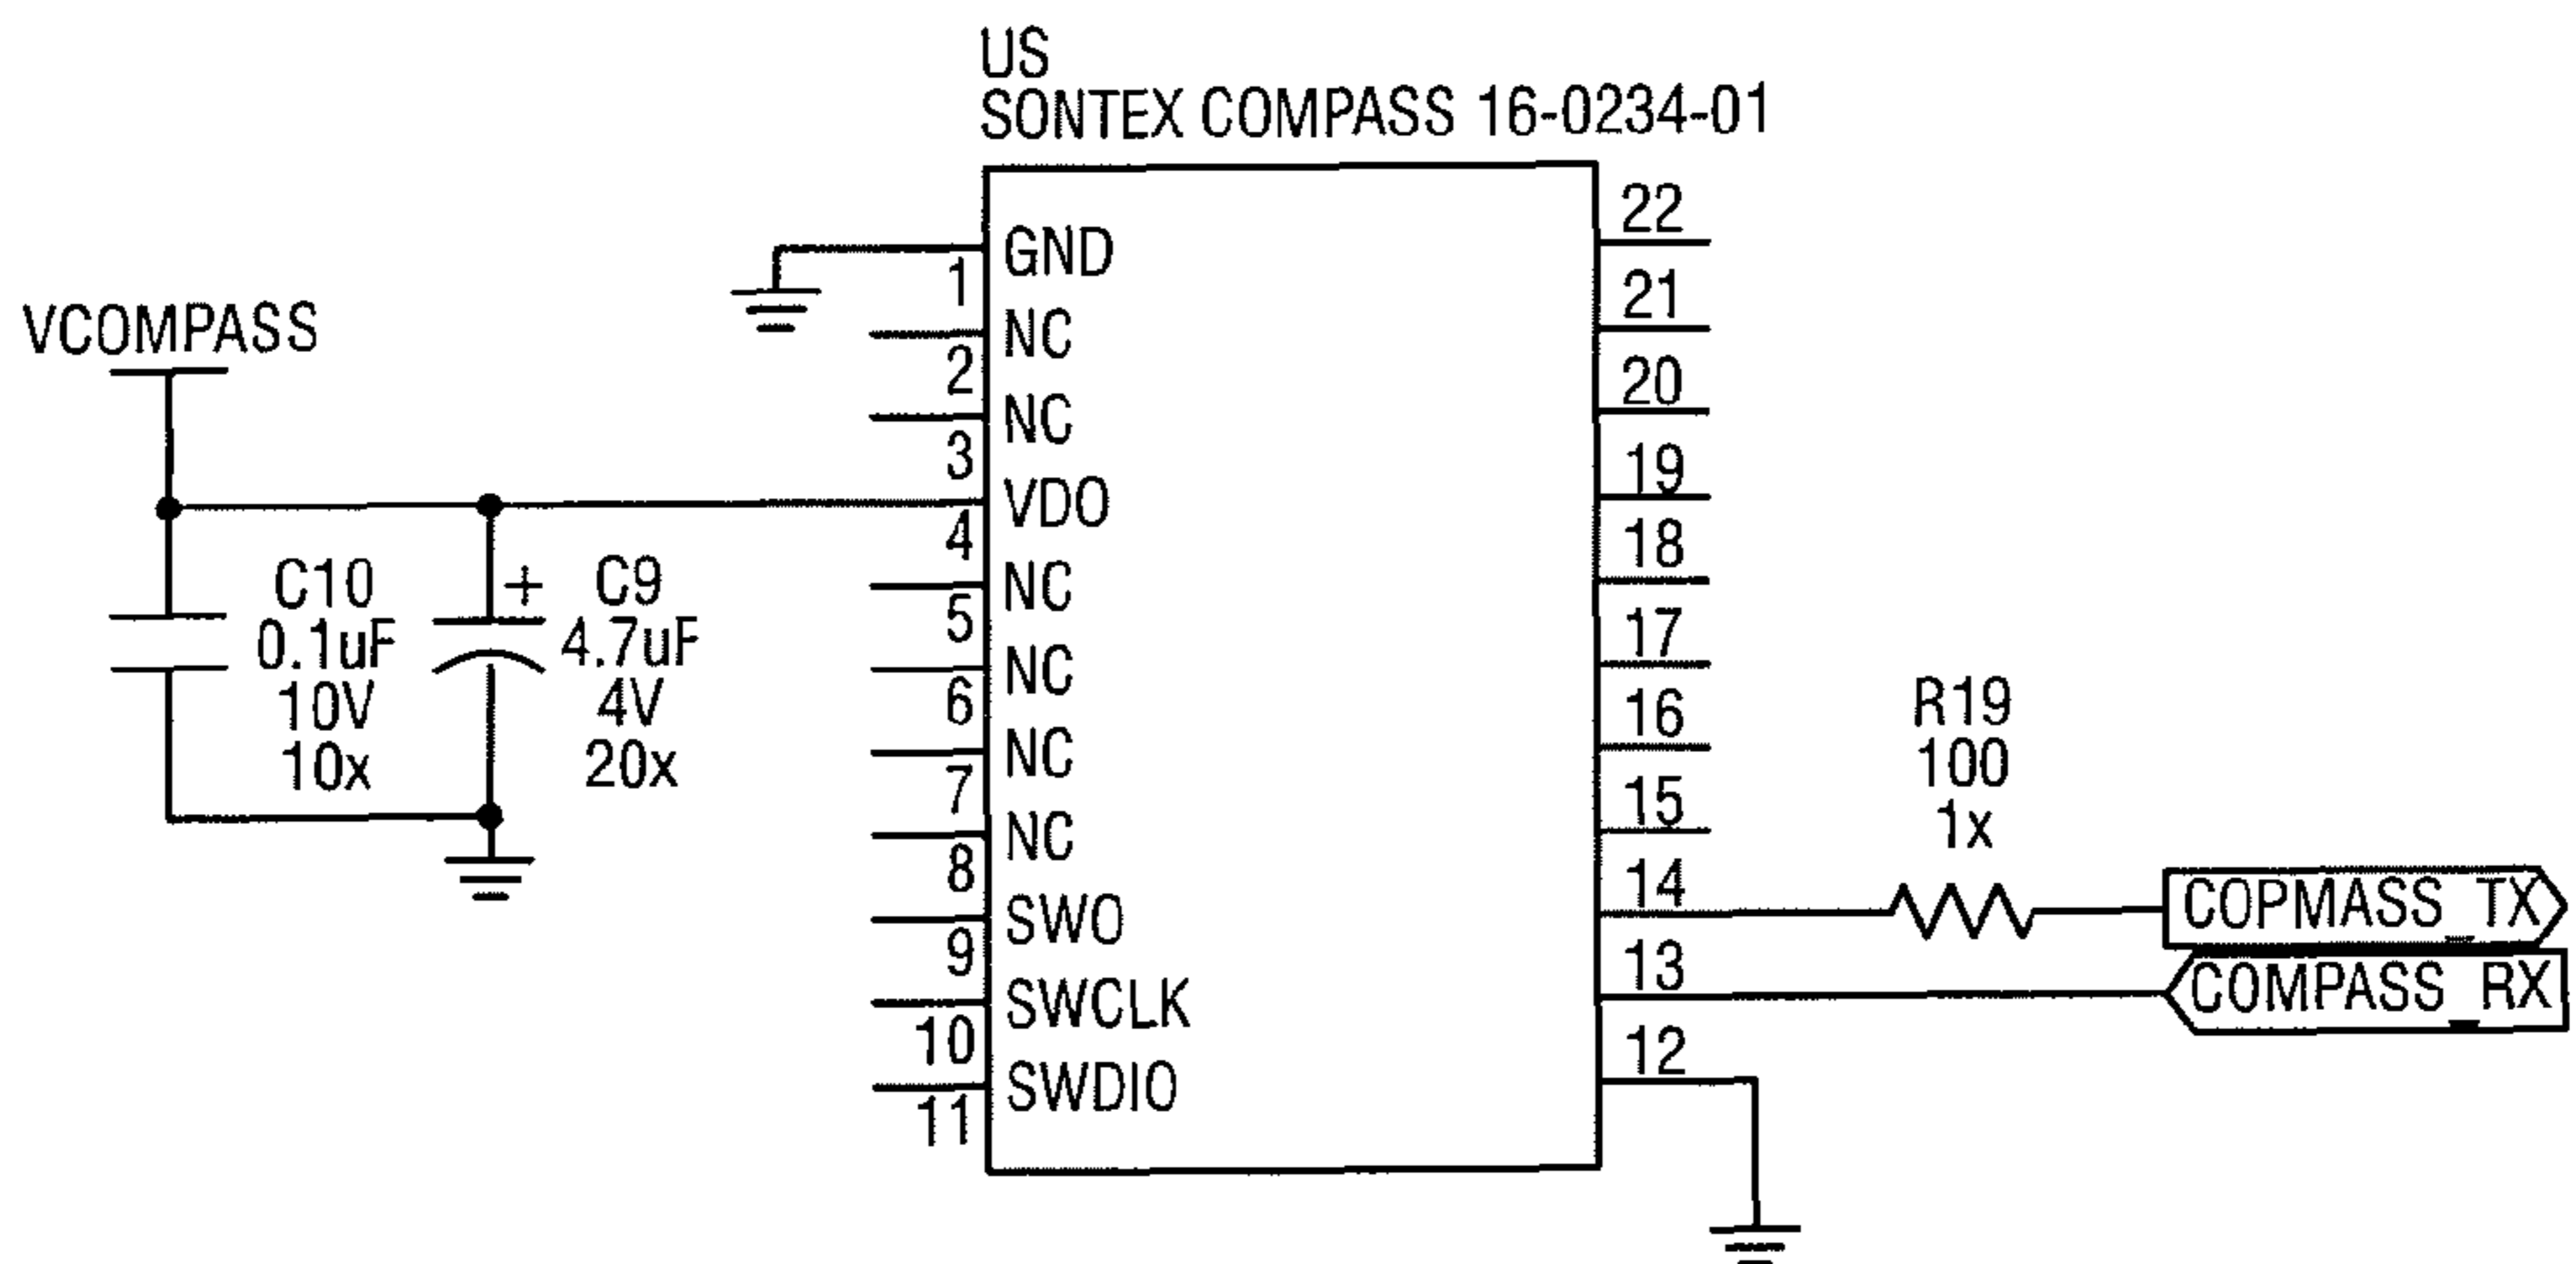 US
SONTEX COMPASS 16-0234-01
VCOMPASS
C10
0.1uF
10V
10x
+
C9
4.7uF
4V
20x
1 GND
2 NC
3 NC
4 VDO
5 NC
6 NC
7 NC
8 NC
9 SWO
10 SWCLK
11 SWDIO
22
21
20
19
18
17
16
15
14
13
12
R19
100
1x
COPMASS_TX
COMPASS_RX